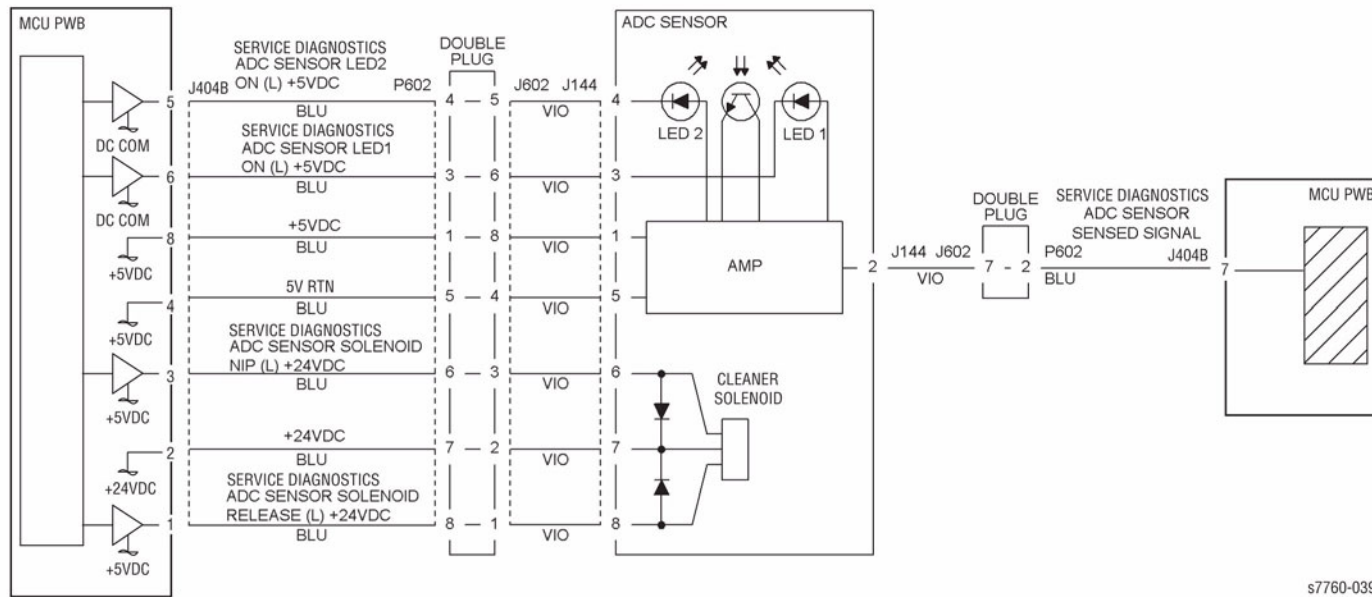 MCU PWB
ADC SENSOR
SERVICE DIAGNOSTICS
ADC SENSOR LED2
ON (L) +5VDC
DOUBLE
PLUG
J404B
P602
J602 J144
5
BLU
4 - 5
VIO
4
LED 2
LED 1
DC COM
SERVICE DIAGNOSTICS
ADC SENSOR LED1
ON (L) +5VDC
6
BLU
3 - 6
VIO
3
DC COM
+5VDC
8
BLU
1 - 8
VIO
1
+5VDC
5V RTN
4
BLU
5 - 4
VIO
5
+5VDC
AMP
2
J144 J602
VIO
DOUBLE
PLUG
7 - 2
P602
BLU
SERVICE DIAGNOSTICS
ADC SENSOR
SENSED SIGNAL
J404B
7
MCU PWB
SERVICE DIAGNOSTICS
ADC SENSOR SOLENOID
NIP (L) +24VDC
3
BLU
6 - 3
VIO
6
+5VDC
CLEANER
SOLENOID
+24VDC
2
BLU
7 - 2
VIO
7
+24VDC
SERVICE DIAGNOSTICS
ADC SENSOR SOLENOID
RELEASE (L) +24VDC
1
BLU
8 - 1
VIO
8
+5VDC
s7760-039